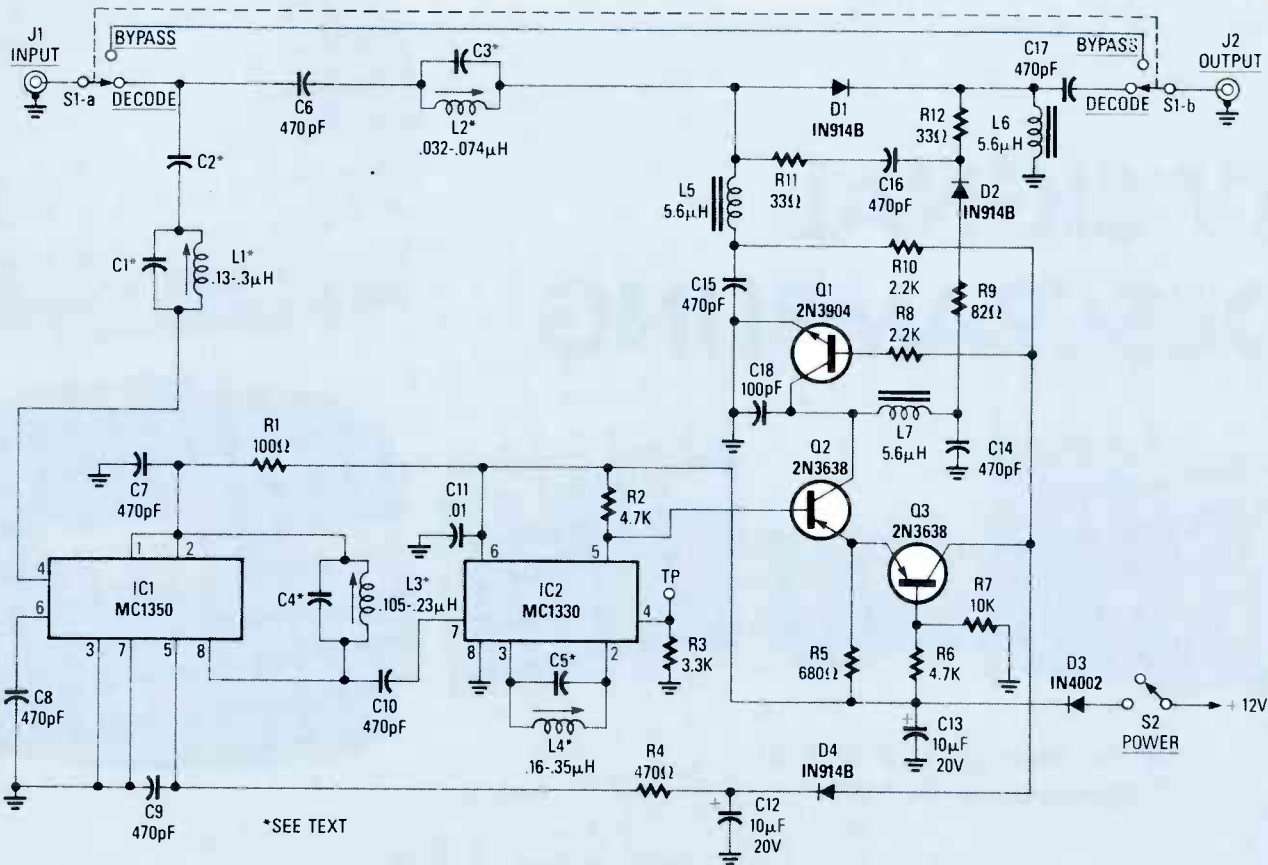 J1
INPUT
BYPASS
S1-a
DECODE
C6
470pF
C3*
L2*
.032-.074μH
D1
IN914B
R12
33Ω
L6
5.6μH
C17
470pF
BYPASS
DECODE
S1-b
J2
OUTPUT
C2*
C1*
L1*
.13-.3μH
L5
5.6μH
R11
33Ω
C16
470pF
D2
IN914B
C15
470pF
R10
2.2K
R8
2.2K
R9
82Ω
Q1
2N3904
C18
100pF
L7
5.6μH
C14
470pF
R1
100Ω
C7
470pF
C11
.01
R2
4.7K
Q2
2N3638
Q3
2N3638
1
2
4
6
IC1
MC1350
3
7
5
8
C4*
L3*
.105-.23μH
C10
470pF
6
5
7
IC2
MC1330
4
8
3
2
TP
R3
3.3K
C5*
L4*
.16-.35μH
R5
680Ω
R6
4.7K
R7
10K
D3
IN4002
S2
POWER
+12V
C8
470pF
C9
470pF
*SEE TEXT
R4
470Ω
D4
IN914B
+
C12
10μF
20V
+
C13
10μF
20V